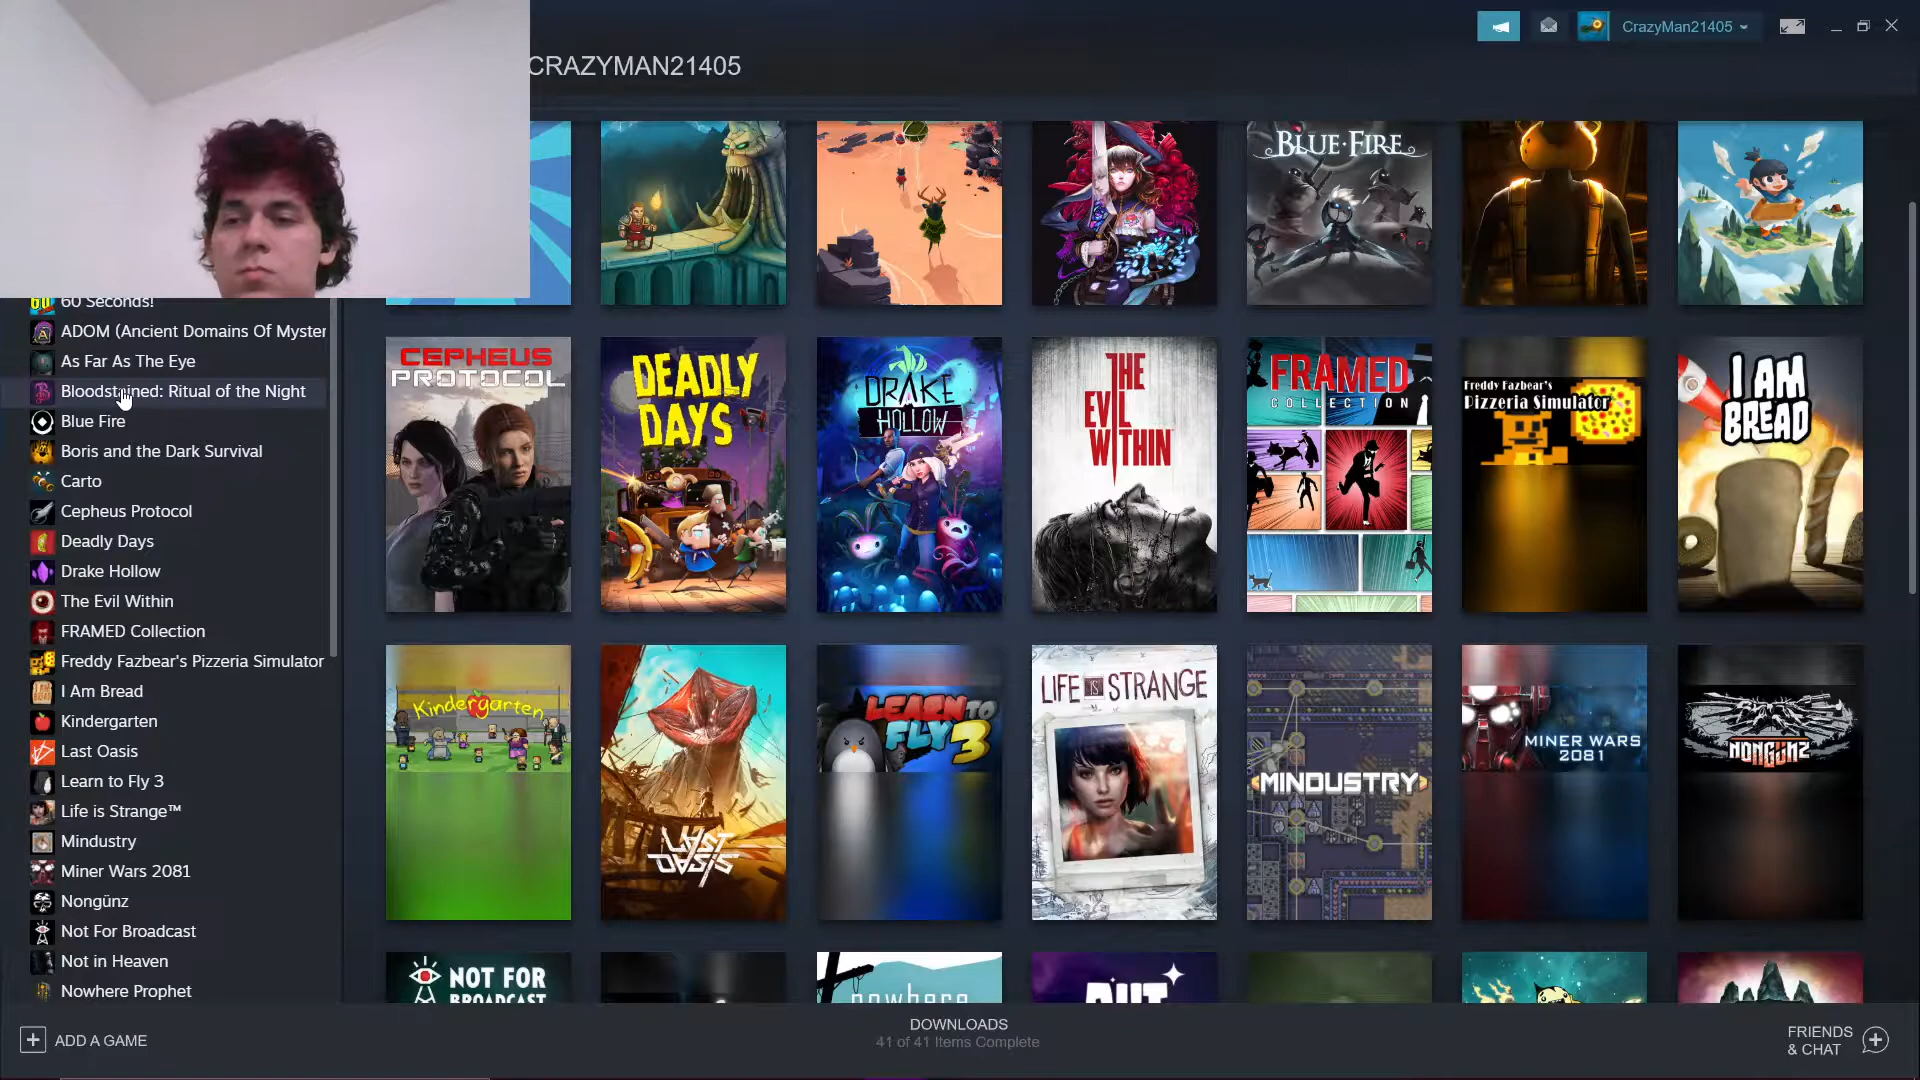 CrazyMan21405
CRAZYMAN21405
BLUE·FIRE
60 Seconds!
ADOM (Ancient Domains Of Myster
As Far As The Eye
Bloodstained: Ritual of the Night
Blue Fire
Boris and the Dark Survival
Carto
Cepheus Protocol
Deadly Days
Drake Hollow
The Evil Within
FRAMED Collection
Freddy Fazbear's Pizzeria Simulator
I Am Bread
Kindergarten
Last Oasis
Learn to Fly 3
Life is Strange™
Mindustry
Miner Wars 2081
Nongünz
Not For Broadcast
Not in Heaven
Nowhere Prophet
CEPHEUS
PROTOCOL
DEADLY
DAYS
DRAKE
HOLLOW
THE
EVIL
WITHIN
FRAMED
COLLECTION
Freddy Fazbear's
Pizzeria Simulator
I AM
BREAD
Kindergarten
LAST
OASIS
LEARN TO
FLY 3
LIFE IS STRANGE
MINDUSTRY
MINER WARS
2081
NONGÜNZ
NOT FOR
BROADCAST
nowhere
ADD A GAME
DOWNLOADS
41 of 41 Items Complete
FRIENDS
& CHAT